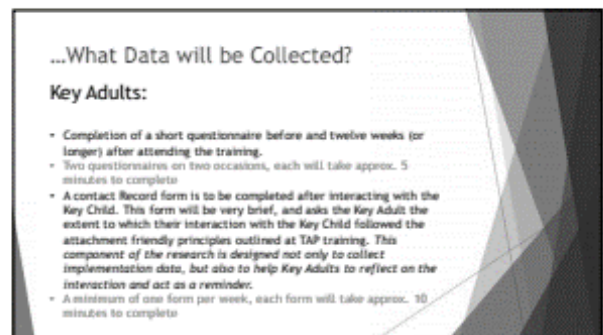 ...What Data will be Collected?
Key Adults:
• Completion of a short questionnaire before and twelve weeks (or
longer) after attending the training.
• Two questionnaires on two occasions, each will take approx. 5
minutes to complete
• A contact Record form is to be completed after interacting with the
Key Child. This form will be very brief, and asks the Key Adult the
extent to which their interaction with the Key Child followed the
attachment friendly principles outlined at TAP training. This
component of the research is designed not only to collect
implementation data, but also to help Key Adults to reflect on the
interaction and act as a reminder.
• A minimum of one form per week, each form will take approx. 10
minutes to complete